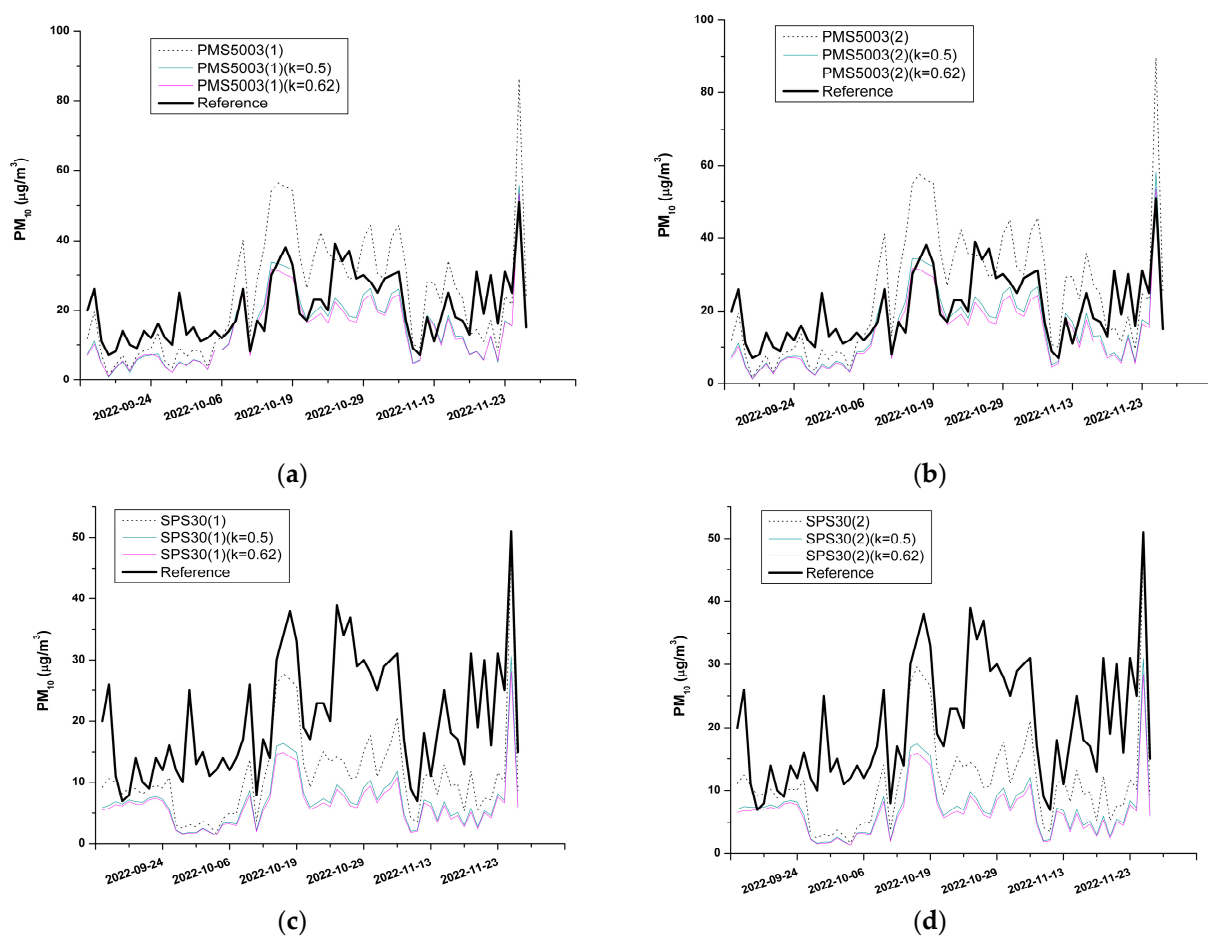 100
80
60
40
20
0
PM10 (μg/m3)
PMS5003(1)
PMS5003(1)(k=0.5)
PMS5003(1)(k=0.62)
Reference
2022-09-24
2022-10-06
2022-10-19
2022-10-29
2022-11-13
2022-11-23
(a)
100
80
60
40
20
0
PM10 (μg/m3)
PMS5003(2)
PMS5003(2)(k=0.5)
PMS5003(2)(k=0.62)
Reference
2022-09-24
2022-10-06
2022-10-19
2022-10-29
2022-11-13
2022-11-23
(b)
50
40
30
20
10
0
PM10 (μg/m3)
SPS30(1)
SPS30(1)(k=0.5)
SPS30(1)(k=0.62)
Reference
2022-09-24
2022-10-06
2022-10-19
2022-10-29
2022-11-13
2022-11-23
(c)
50
40
30
20
10
0
PM10 (μg/m3)
SPS30(2)
SPS30(2)(k=0.5)
SPS30(2)(k=0.62)
Reference
2022-09-24
2022-10-06
2022-10-19
2022-10-29
2022-11-13
2022-11-23
(d)